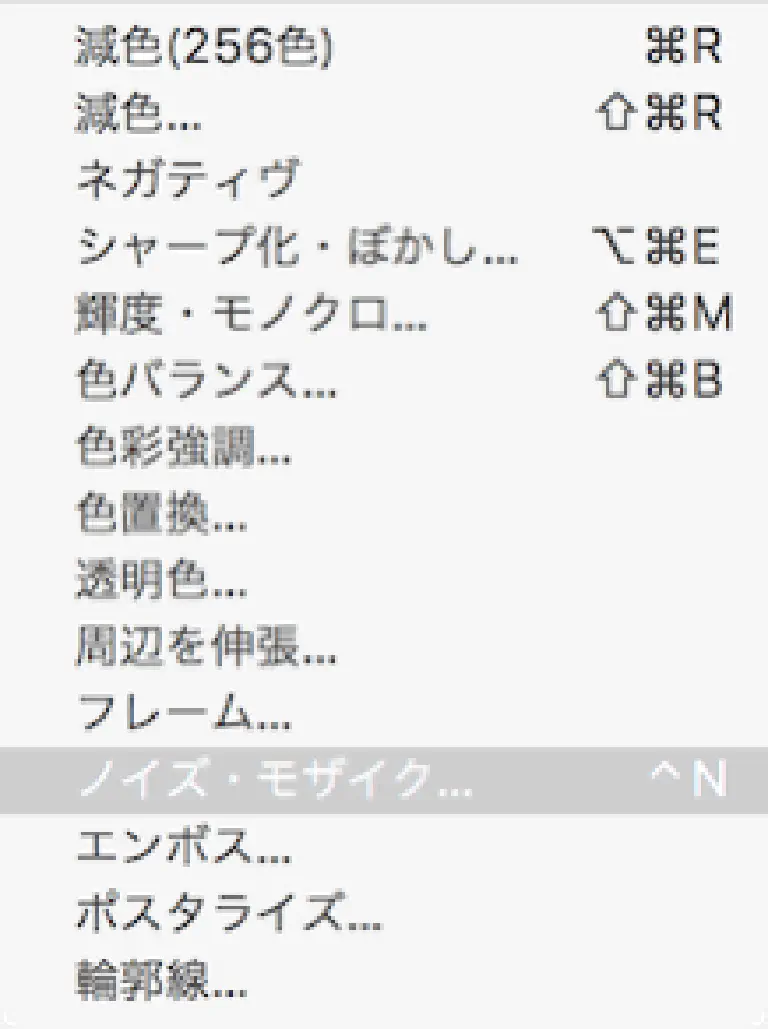 減色(256色) ⌘R
減色... ⇧⌘R
ネガティヴ
シャープ化・ぼかし... ⌥⌘E
輝度・モノクロ... ⇧⌘M
色バランス... ⇧⌘B
色彩強調...
色置換...
透明色...
周辺を伸張...
フレーム...
ノイズ・モザイク... ^N
エンボス...
ポスタライズ...
輪郭線...